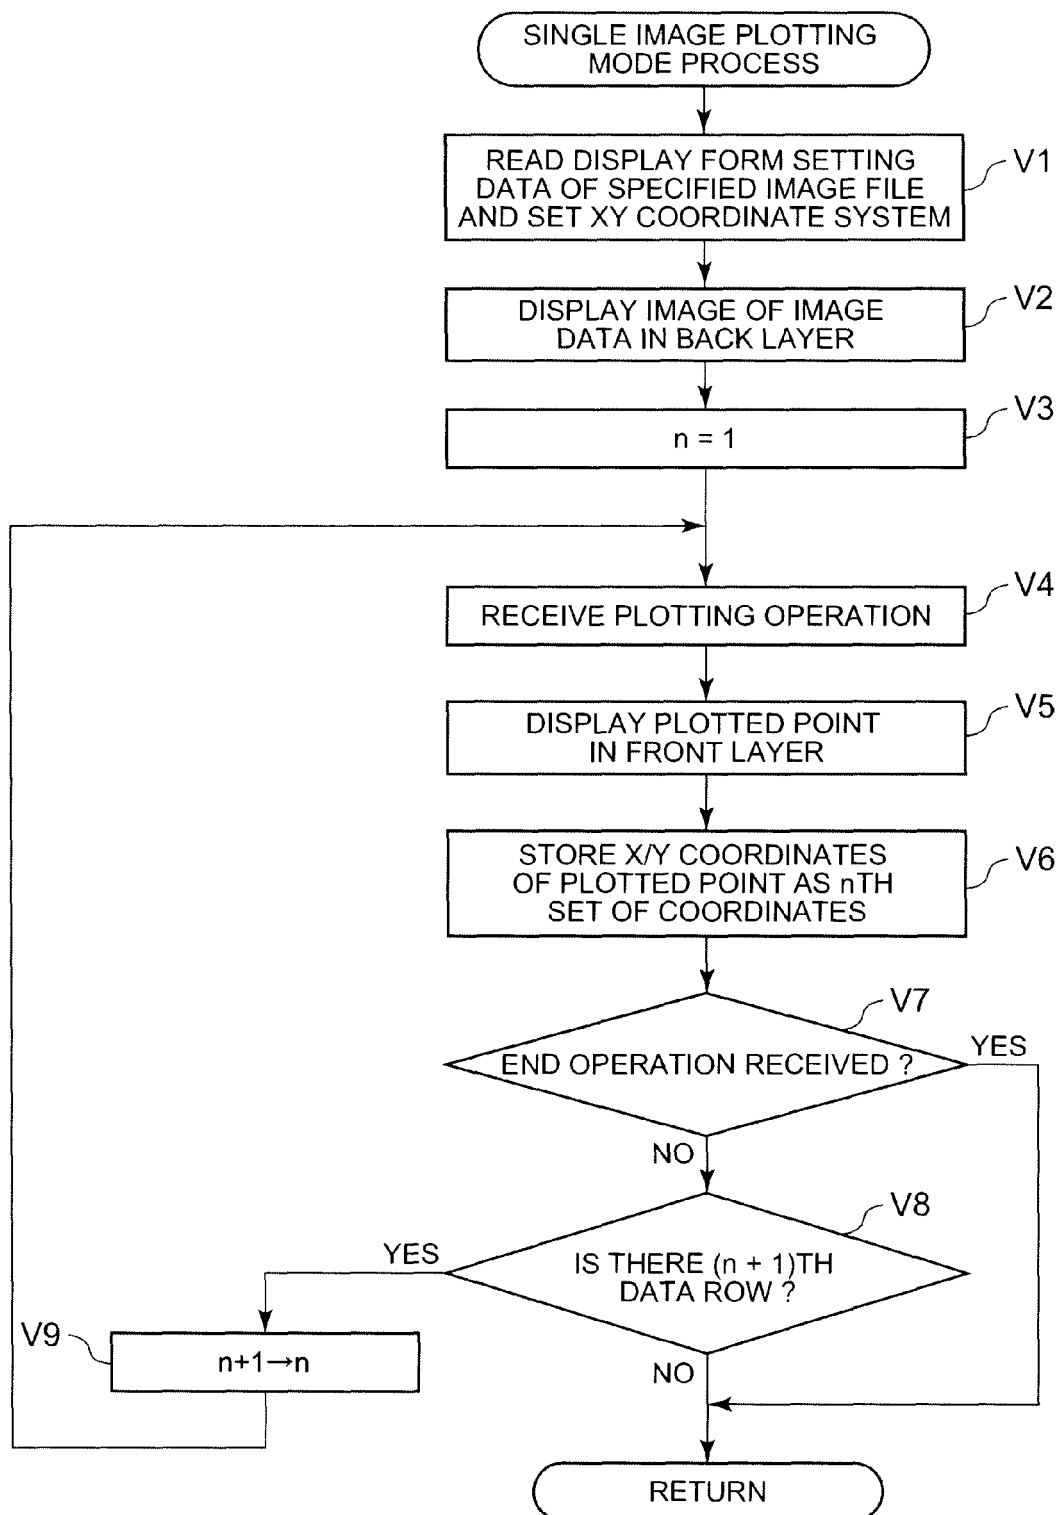 SINGLE IMAGE PLOTTING
MODE PROCESS
READ DISPLAY FORM SETTING
DATA OF SPECIFIED IMAGE FILE
AND SET XY COORDINATE SYSTEM
V1
DISPLAY IMAGE OF IMAGE
DATA IN BACK LAYER
V2
n = 1
V3
RECEIVE PLOTTING OPERATION
V4
DISPLAY PLOTTED POINT
IN FRONT LAYER
V5
STORE X/Y COORDINATES
OF PLOTTED POINT AS nTH
SET OF COORDINATES
V6
END OPERATION RECEIVED ?
V7
YES
NO
IS THERE (n + 1)TH
DATA ROW ?
V8
YES
NO
V9
n+1→n
RETURN